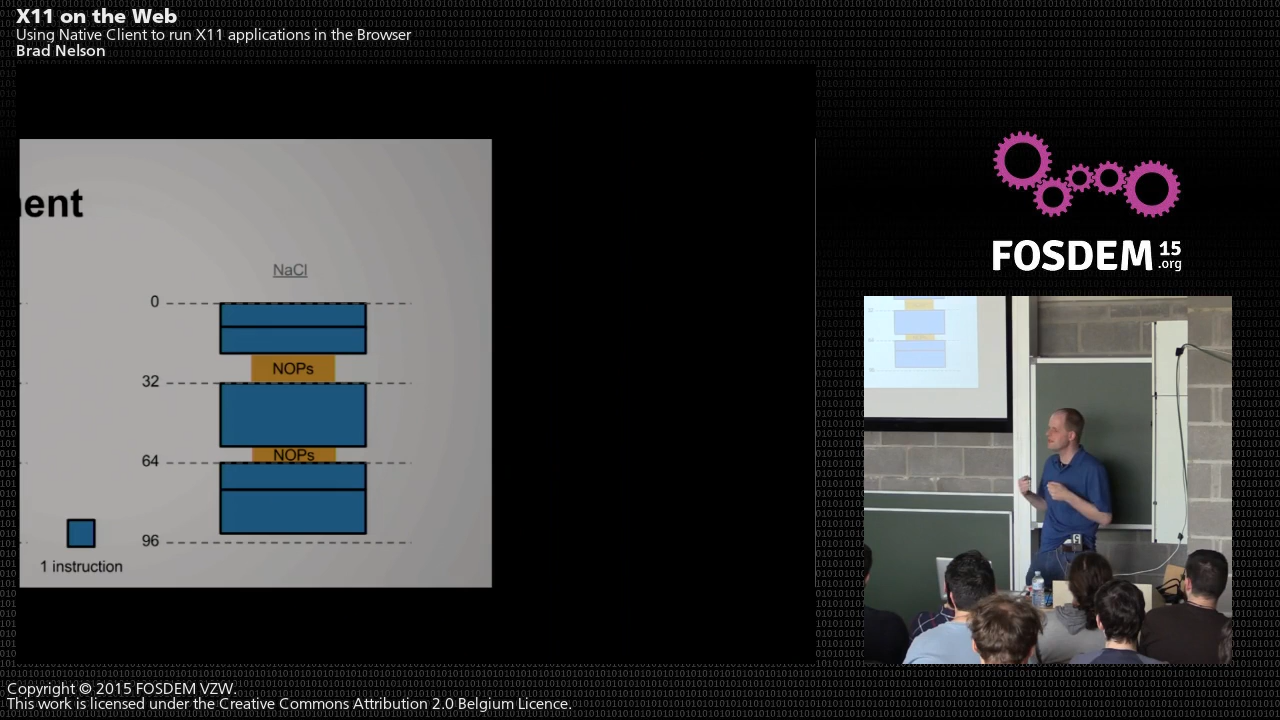 X11 on the Web
Using Native Client to run X11 applications in the Browser
Brad Nelson
ent
NaCl
0
NOPs
32
NOPs
64
96
1 instruction
FOSDEM 15
.org
Copyright © 2015 FOSDEM VZW.
This work is licensed under the Creative Commons Attribution 2.0 Belgium Licence.